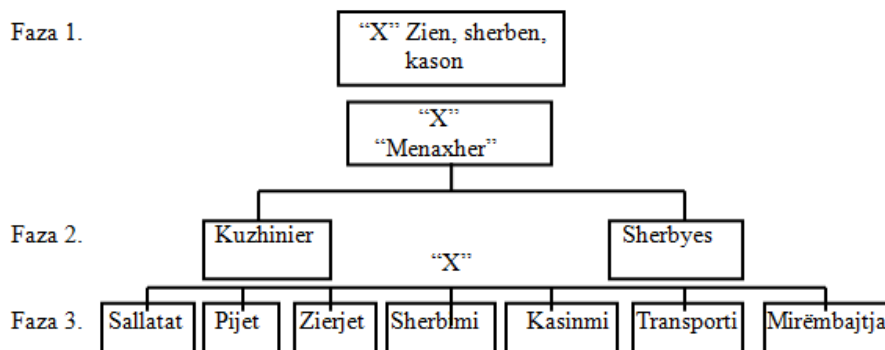 Faza 1.
“X” Zien, sherben,
kason
“X”
“Menaxher”
Faza 2.
Kuzhinier
Sherbyes
“X”
Faza 3.
Sallatat
Pijet
Zierjet
Sherbimi
Kasinmi
Transporti
Mirëmbajtja